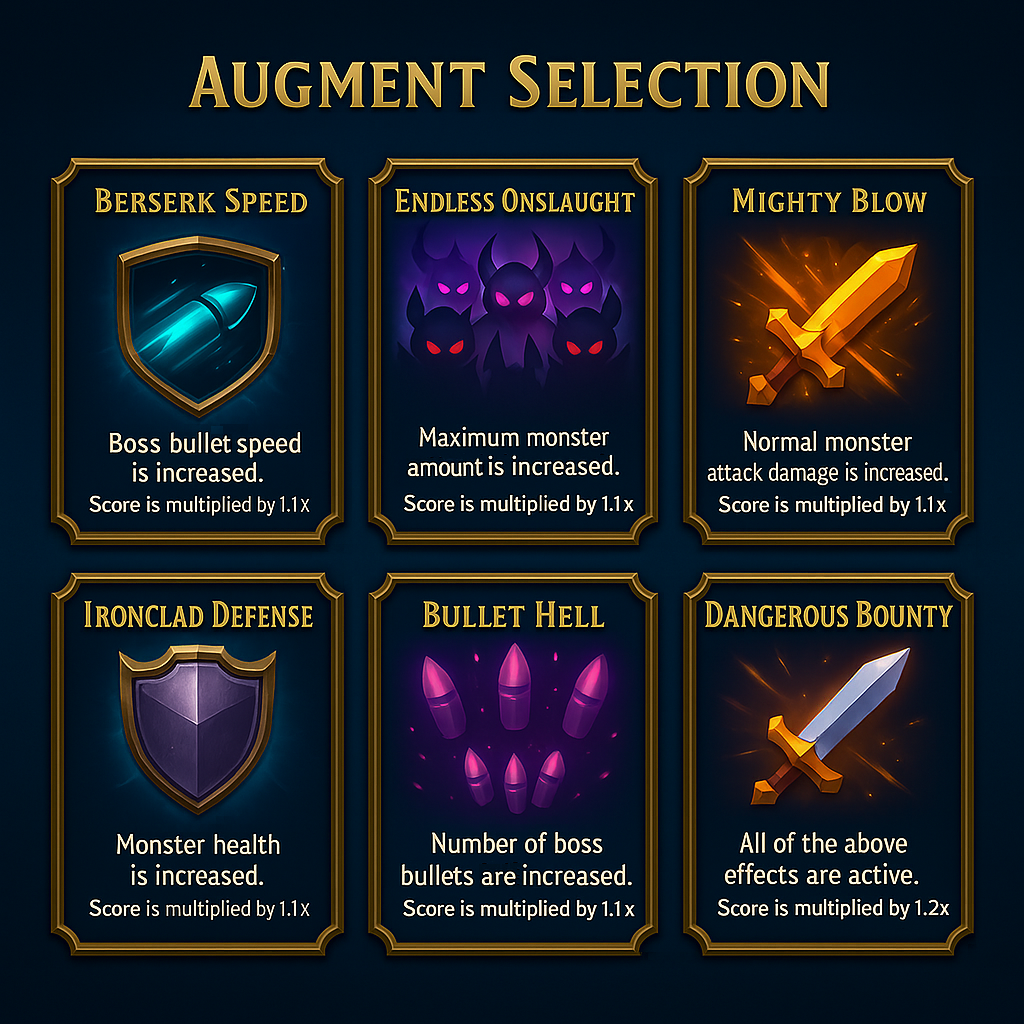 AUGMENT SELECTION
BERSERK SPEED
Boss bullet speed
is increased.
Score is multiplied by 1.1x
ENDLESS ONSLAUGHT
Maximum monster
amount is increased.
Score is multiplied by 1.1x
MIGHTY BLOW
Normal monster
attack damage is increased.
Score is multiplied by 1.1x
IRONCLAD DEFENSE
Monster health
is increased.
Score is multiplied by 1.1x
BULLET HELL
Number of boss
bullets are increased.
Score is multiplied by 1.1x
DANGEROUS BOUNTY
All of the above
effects are active.
Score is multiplied by 1.2x